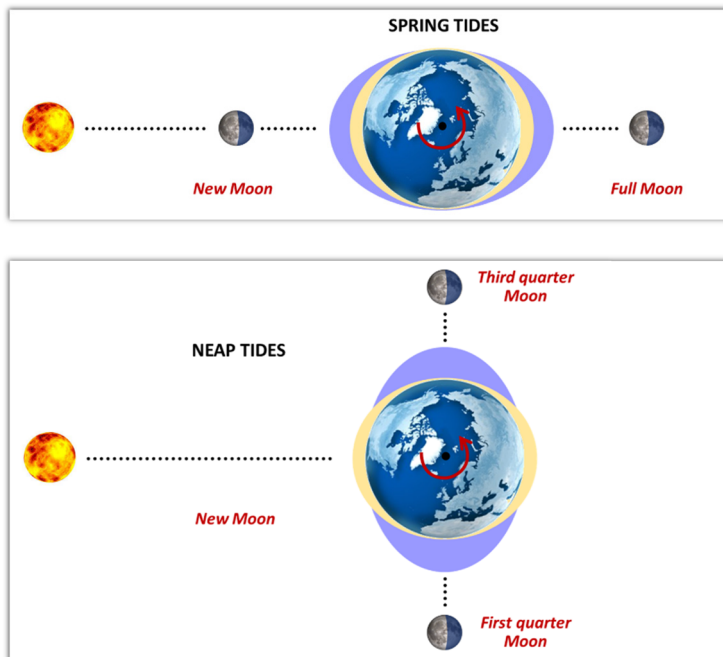 SPRING TIDES
New Moon
Full Moon
Third quarter
Moon
NEAP TIDES
New Moon
First quarter
Moon